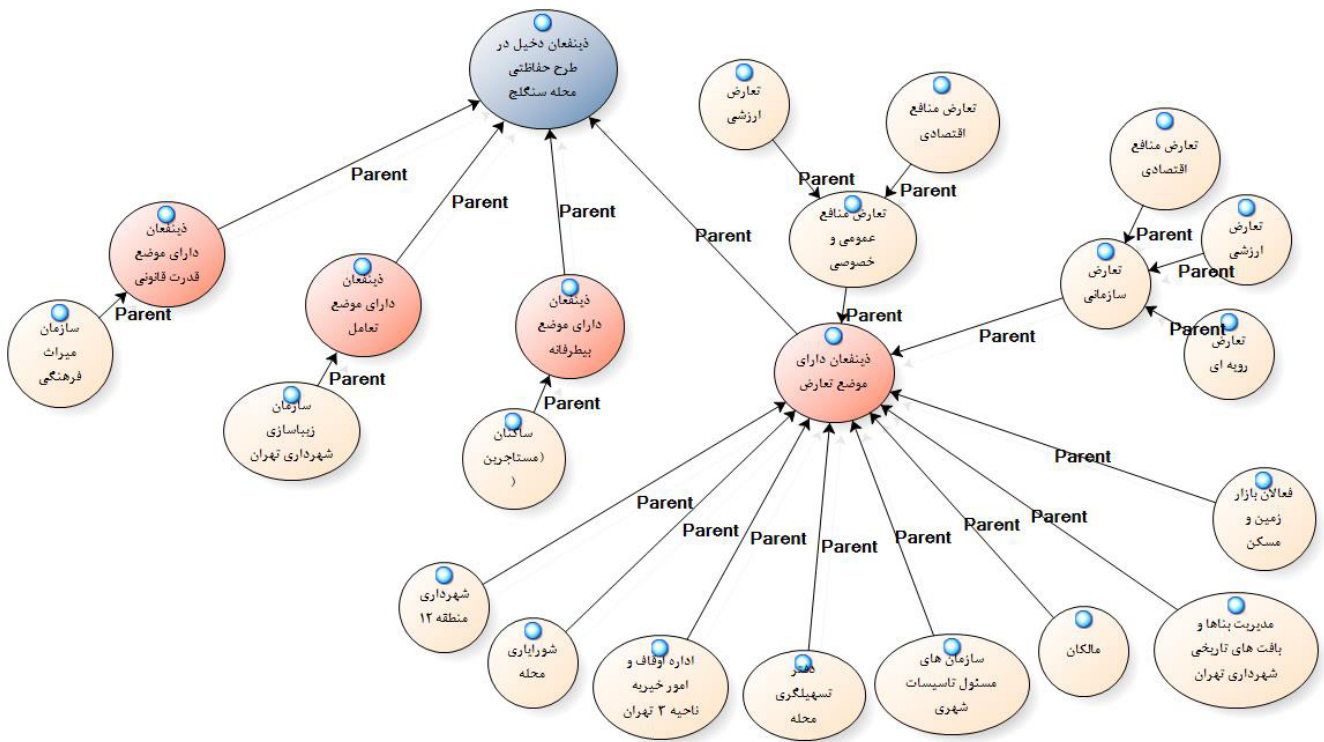 ذینفعان دخیل در
طرح حفاظتی
محله سنگلج
تعارض
ارزشی
تعارض منافع
اقتصادی
تعارض منافع
اقتصادی
Parent
Parent
Parent
Parent
Parent
Parent
ذینفعان
دارای موضع
قدرت قانونی
تعارض منافع
عمومی و
خصوصی
تعارض
ارزشی
Parent
Parent
Parent
تعارض
سازمانی
ذینفعان
دارای موضع
تعامل
ذینفعان
دارای موضع
بیطرفانه
Parent
سازمان
میراث
فرهنگی
Parent
Parent
Parent
تعارض
رویه ای
ذینفعان دارای
موضع تعارض
Parent
Parent
سازمان
زیباسازی
شهرداری تهران
ساکنان
(مستاجرین
(
Parent
فعالان بازار
زمین و
مسکن
Parent
Parent
Parent
Parent
Parent
Parent
Parent
شهرداری
منطقه ۱۲
شورایاری
محله
اداره اوقاف و
امور خیریه
ناحیه ۳ تهران
دفتر
تسهیلگری
محله
سازمان های
مسئول تاسیسات
شهری
مالکان
مدیریت بناها و
بافت های تاریخی
شهرداری تهران